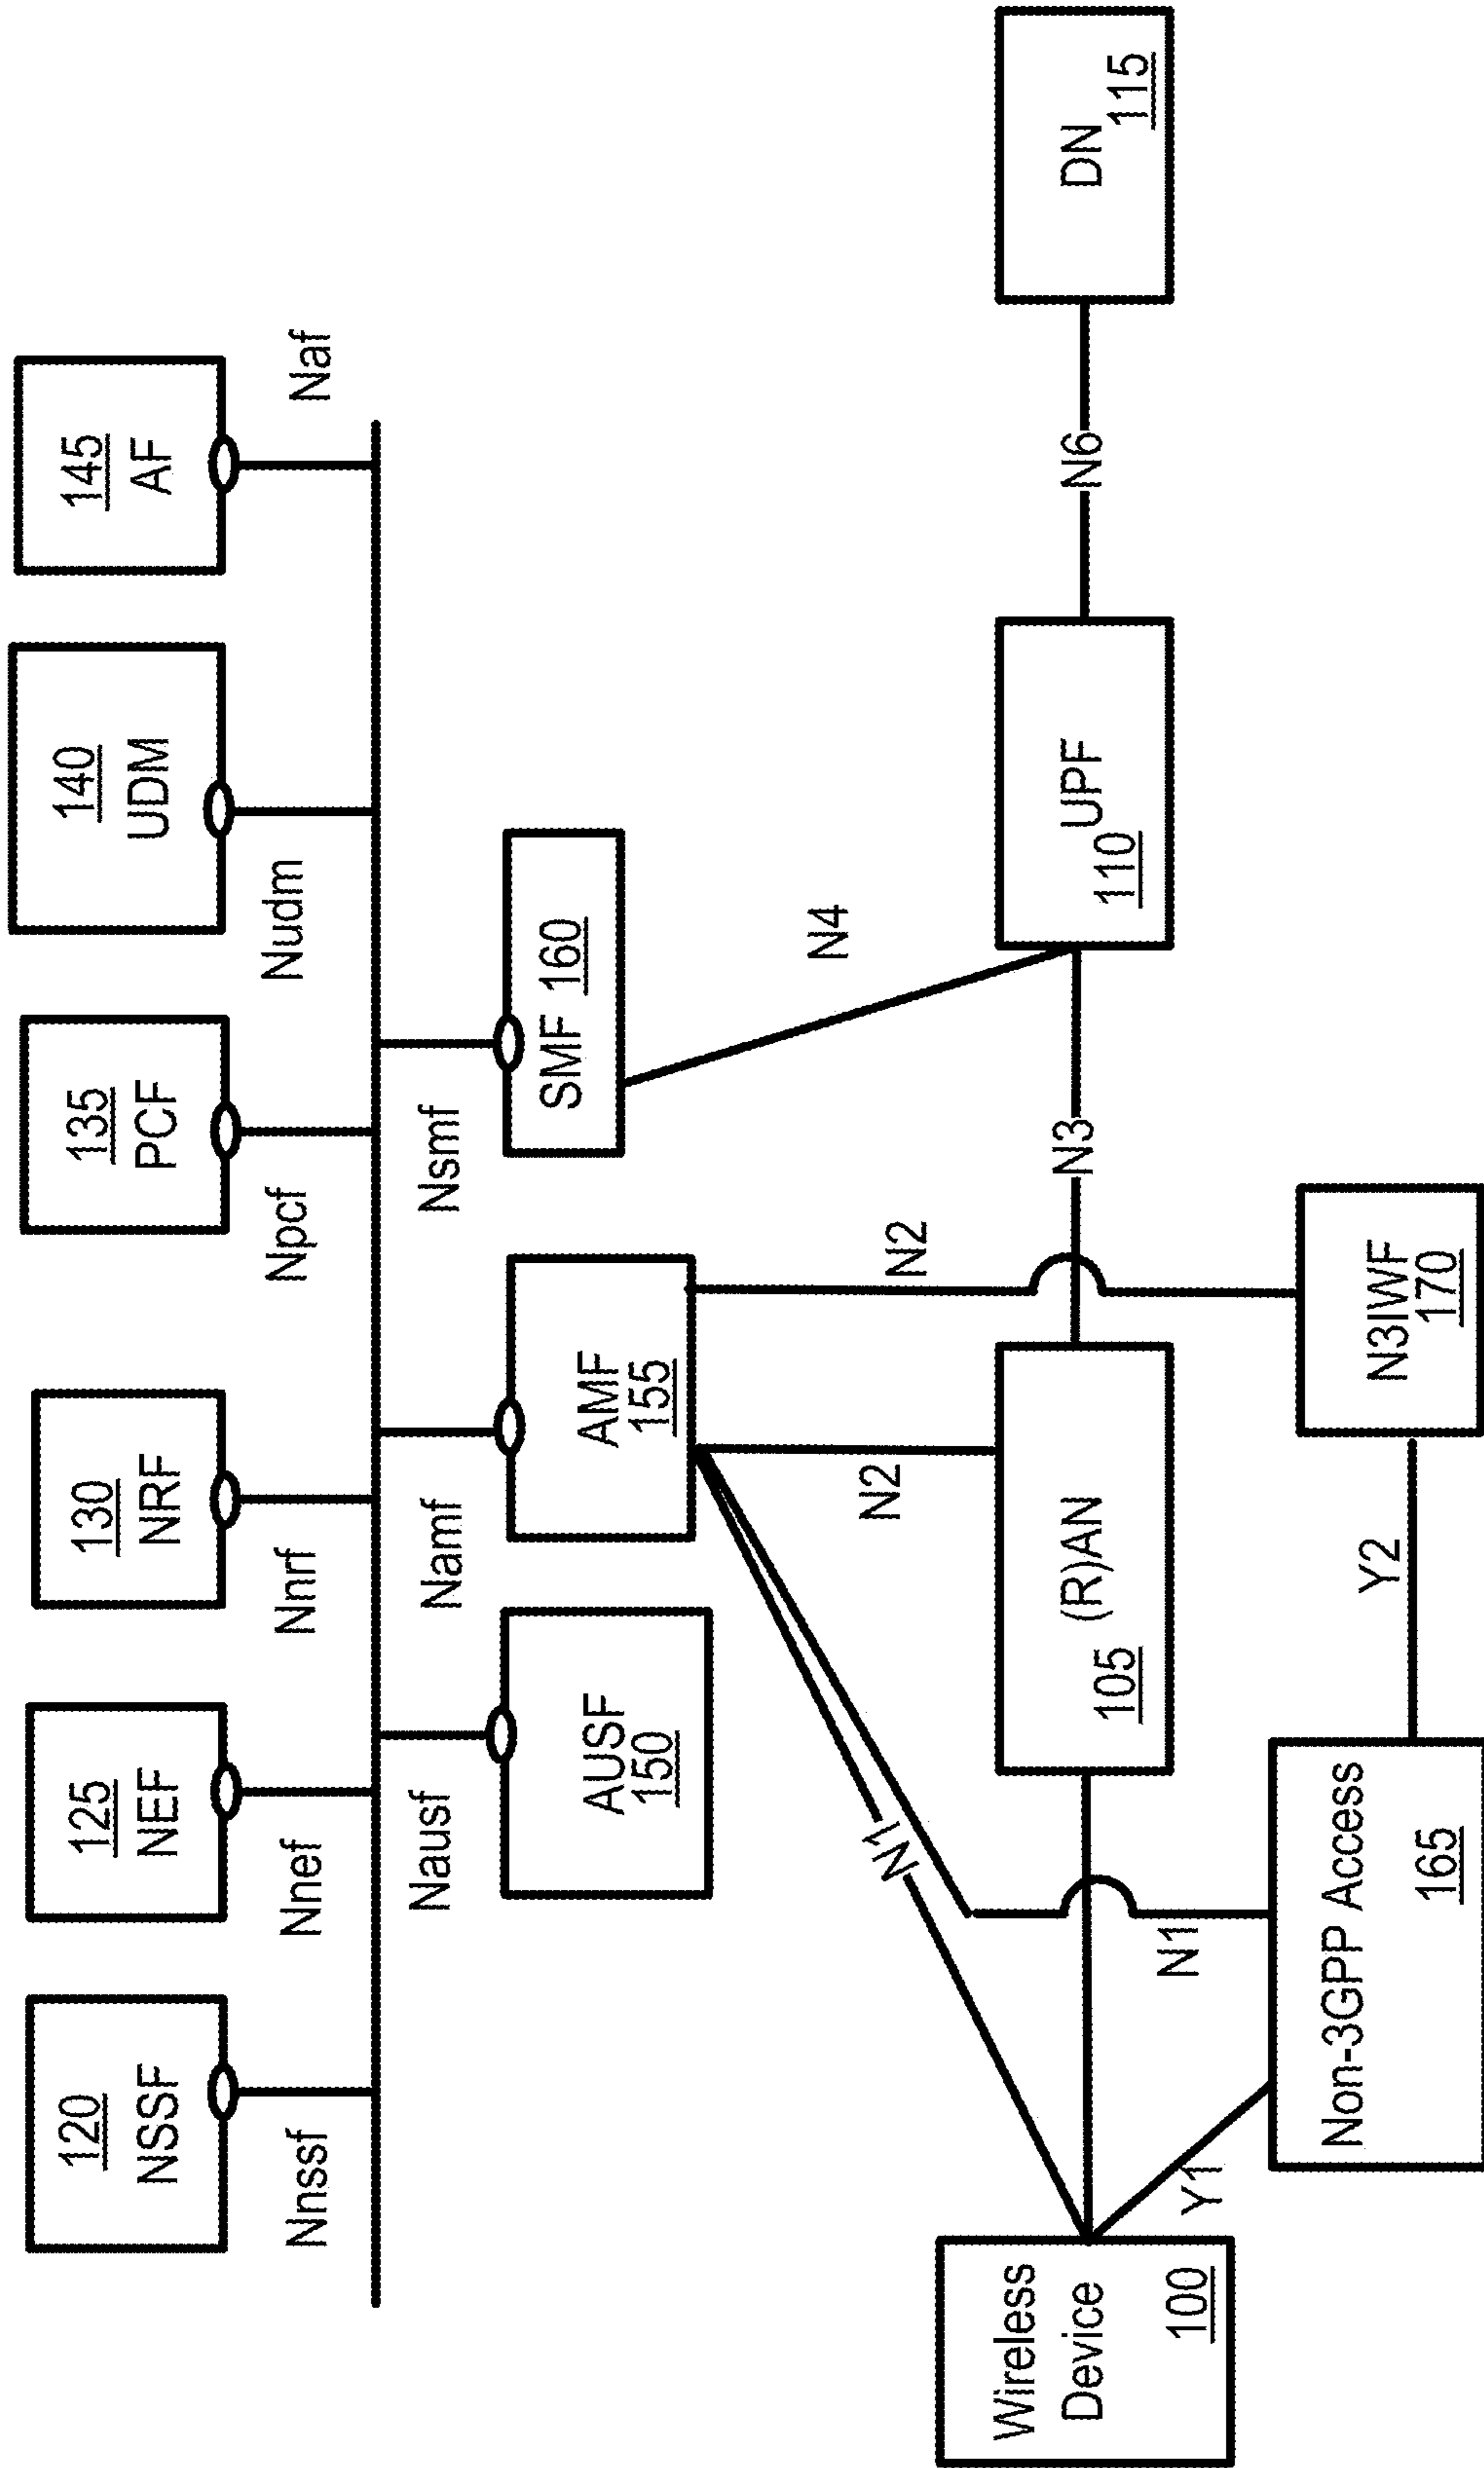 120
NSSF
125
NEF
130
NRF
135
PCF
140
UDM
145
AF
Nnssf
Nnef
Nnrf
Npcf
Nudm
Naf
Nausf
Namf
Nsmf
AUSF
150
AMF
155
SMF 160
N1
N2
N2
N4
Wireless
Device
100
(R)AN
105
N3
UPF
110
N6
DN
115
N1
Y1
Non-3GPP Access
165
Y2
N3IWF
170